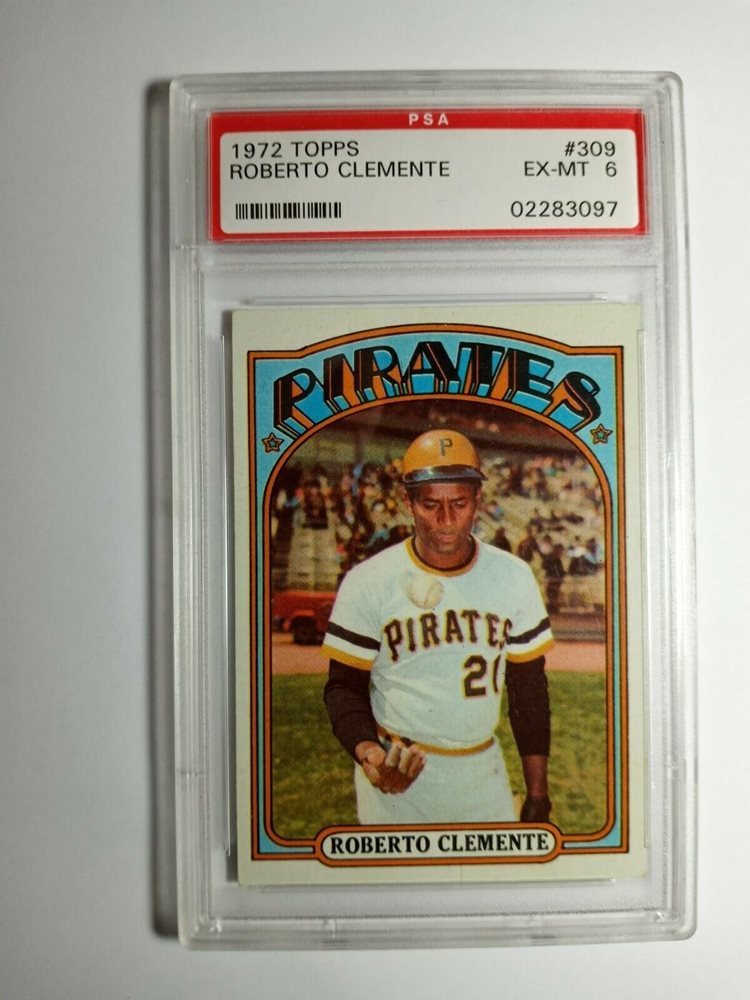 PSA
1972 TOPPS #309
ROBERTO CLEMENTE EX-MT 6
02283097
PIRATES
P
PIRATES
21
ROBERTO CLEMENTE